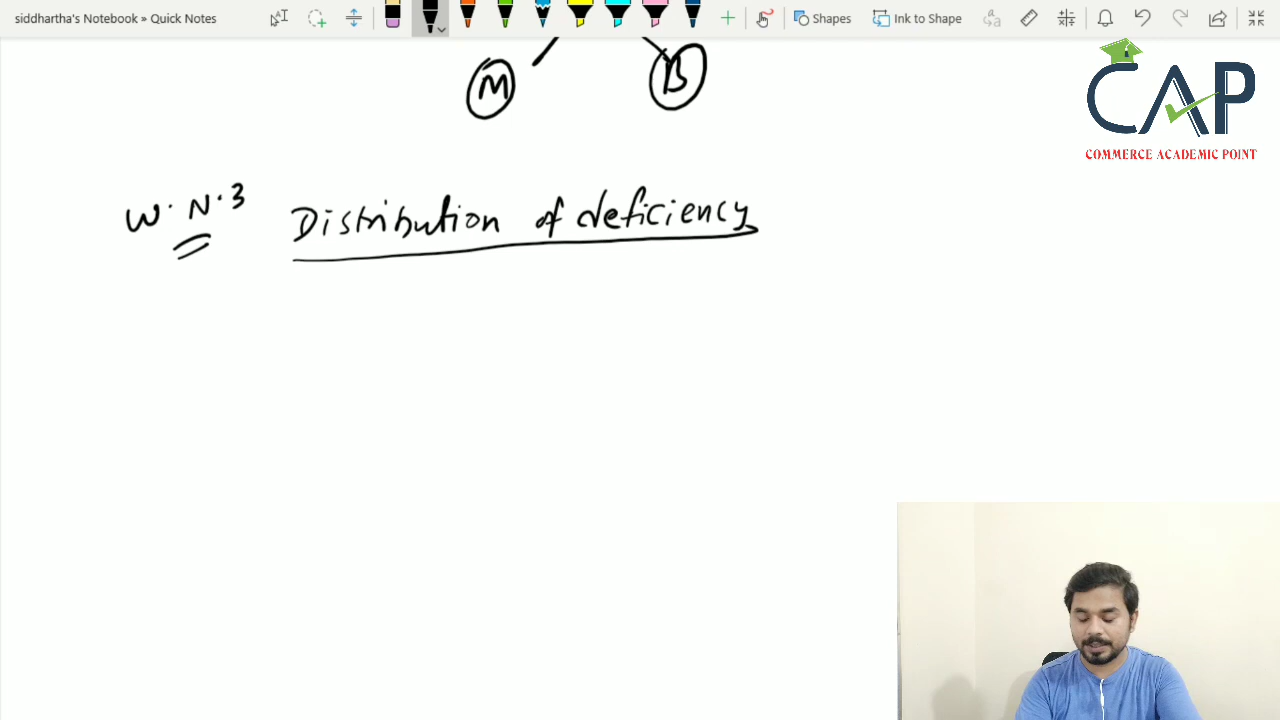 siddhartha's Notebook » Quick Notes
Shapes
Ink to Shape
M
B
CAP
COMMERCE ACADEMIC POINT
W. N. 3 Distribution of deficiency